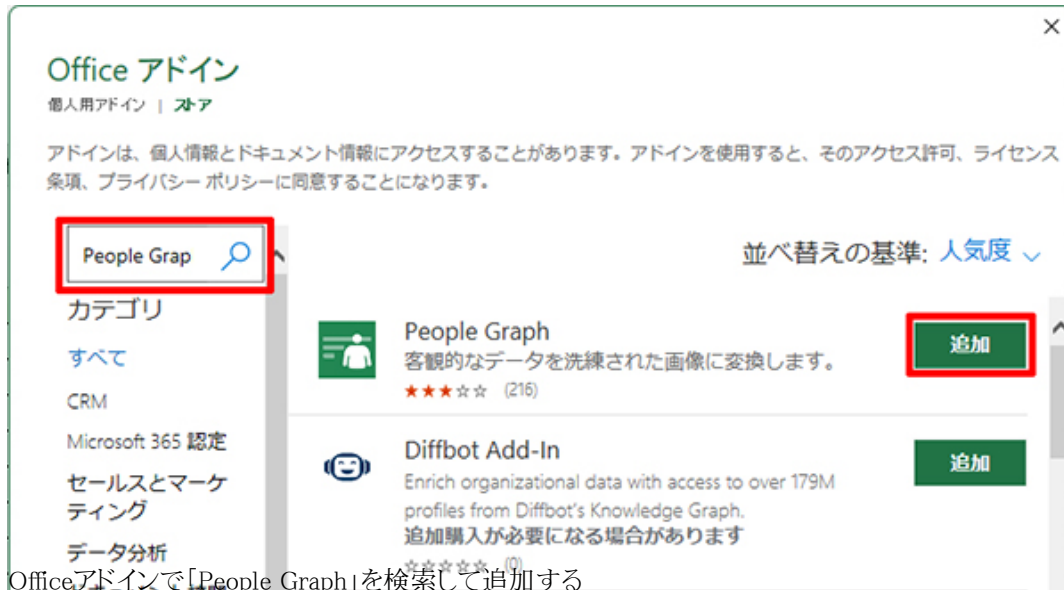 ×
Office アドイン
個人用アドイン | ストア
アドインは、個人情報とドキュメント情報にアクセスすることがあります。アドインを使用すると、そのアクセス許可、ライセンス
条項、プライバシー ポリシーに同意することになります。
People Grap
並べ替えの基準: 人気度
カテゴリ
すべて
CRM
Microsoft 365 認定
セールスとマーケ
ティング
データ分析
People Graph
客観的なデータを洗練された画像に変換します。
★★★☆☆ (216)
追加
Diffbot Add-In
Enrich organizational data with access to over 179M
profiles from Diffbot's Knowledge Graph.
追加購入が必要になる場合があります
☆☆☆☆☆ (0)
追加
Officeアドインで「People Graph」を検索して追加する